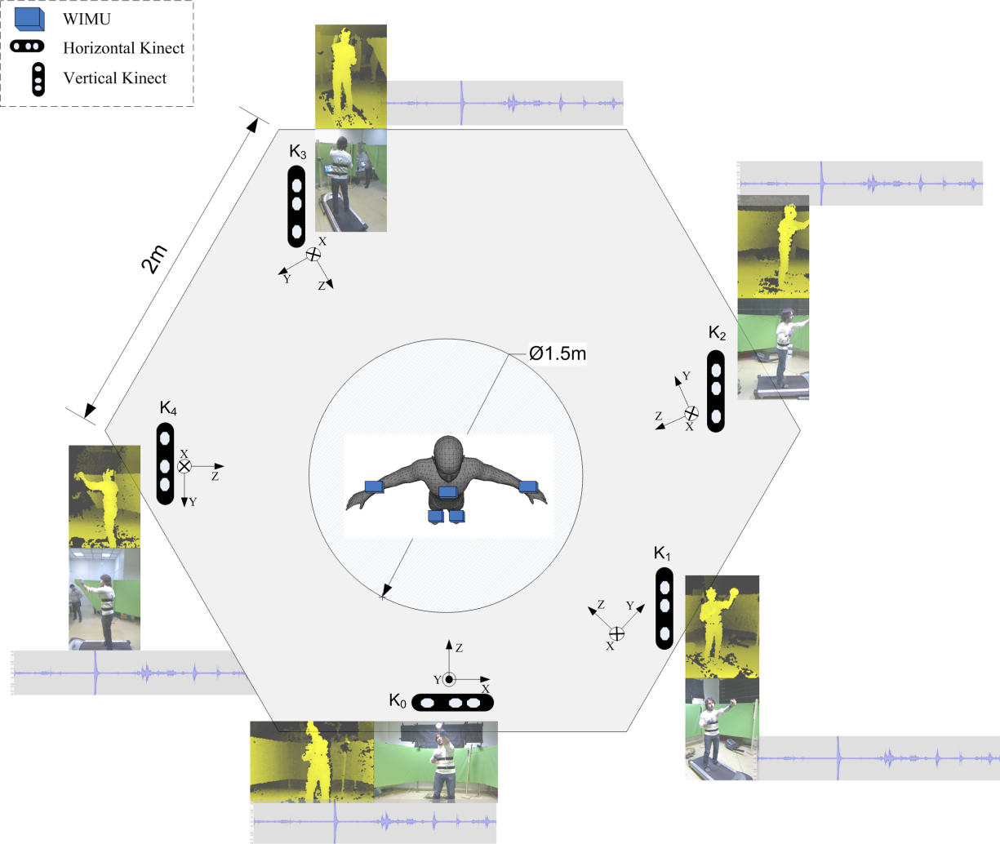 WIMU
Horizontal Kinect
Vertical Kinect
K3
X
Y
Z
2m
K2
Y
Z
X
Ø1.5m
K4
X
Z
Y
K1
Z
Y
X
Z
Y
X
K0